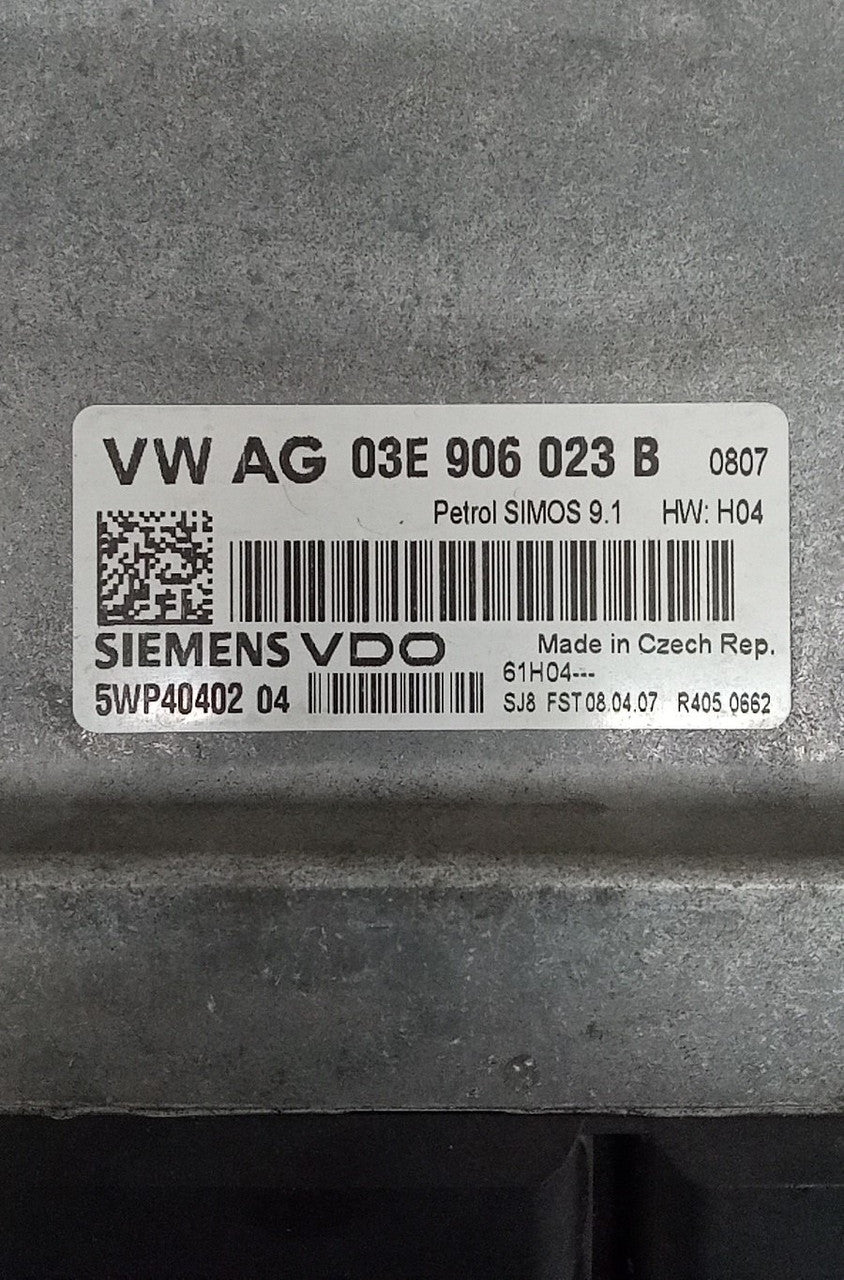 VW AG 03E 906 023 B 0807
Petrol SIMOS 9.1 HW: H04
SIEMENS VDO Made in Czech Rep.
61H04---
5WP40402 04 SJ8 FST 08.04.07 R405 0662